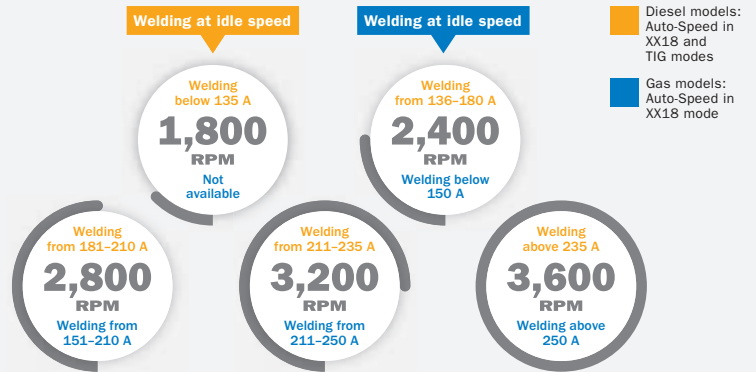 Welding at idle speed
Welding at idle speed
Diesel models:
Auto-Speed in
XX18 and
TIG modes
Gas models:
Auto-Speed in
XX18 mode
Welding
below 135 A
1,800
RPM
Not
available
Welding
from 136–180 A
2,400
RPM
Welding below
150 A
Welding
from 181–210 A
2,800
RPM
Welding from
151–210 A
Welding
from 211–235 A
3,200
RPM
Welding from
211–250 A
Welding
above 235 A
3,600
RPM
Welding above
250 A